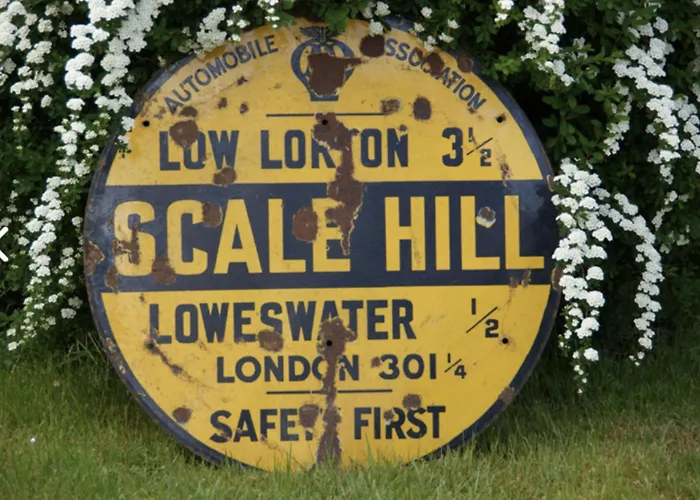 AUTOMOBILE ASSOCIATION
LOW LORTON 3½
SCALE HILL
LOWESWATER ½
LONDON 301¼
SAFETY FIRST